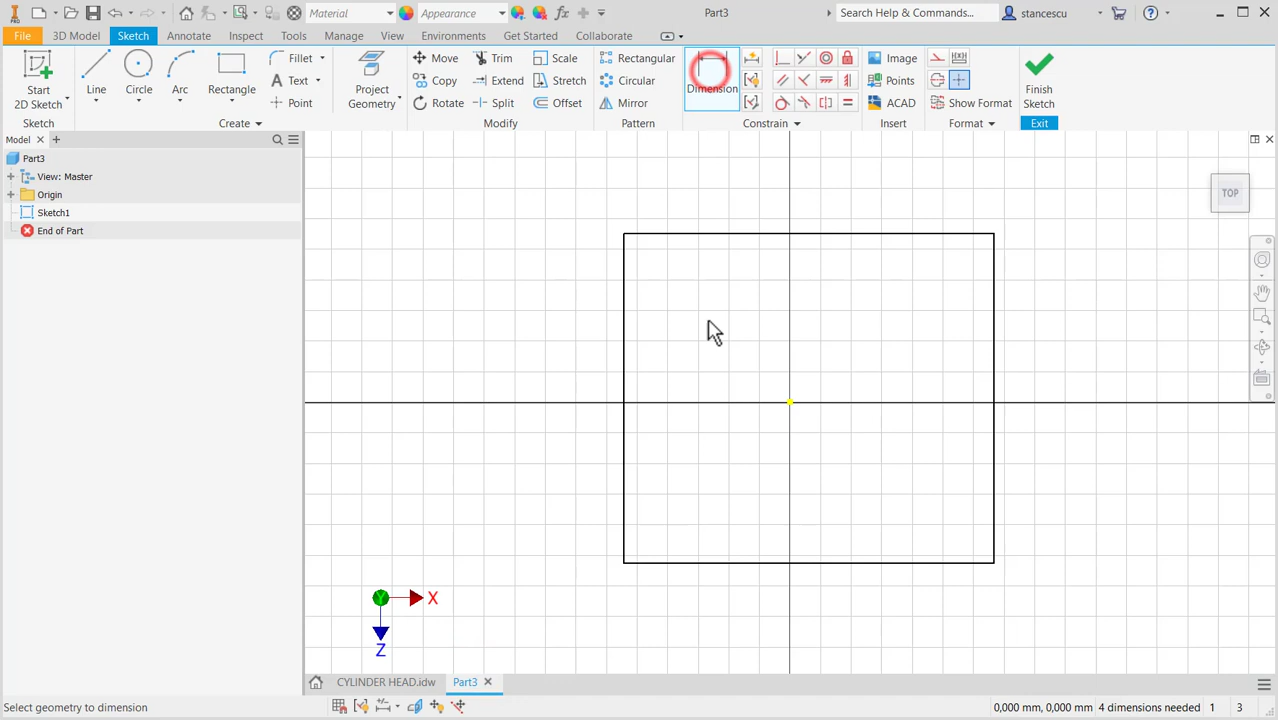 PRO
Material
Appearance
fx
Part3
Search Help & Commands...
stancescu
File
3D Model
Sketch
Annotate
Inspect
Tools
Manage
View
Environments
Get Started
Collaborate
Start
2D Sketch
Line
Circle
Arc
Rectangle
Fillet
Text
Point
Project
Geometry
Move
Trim
Scale
Copy
Extend
Stretch
Rotate
Split
Offset
Rectangular
Circular
Mirror
Dimension
Image
Points
ACAD
Show Format
Finish
Sketch
Sketch
Create
Modify
Pattern
Constrain
Insert
Format
Exit
Model
Part3
View: Master
Origin
Sketch1
End of Part
TOP
Y
X
Z
CYLINDER HEAD.idw
Part3
Select geometry to dimension
0,000 mm, 0,000 mm
4 dimensions needed
1
3